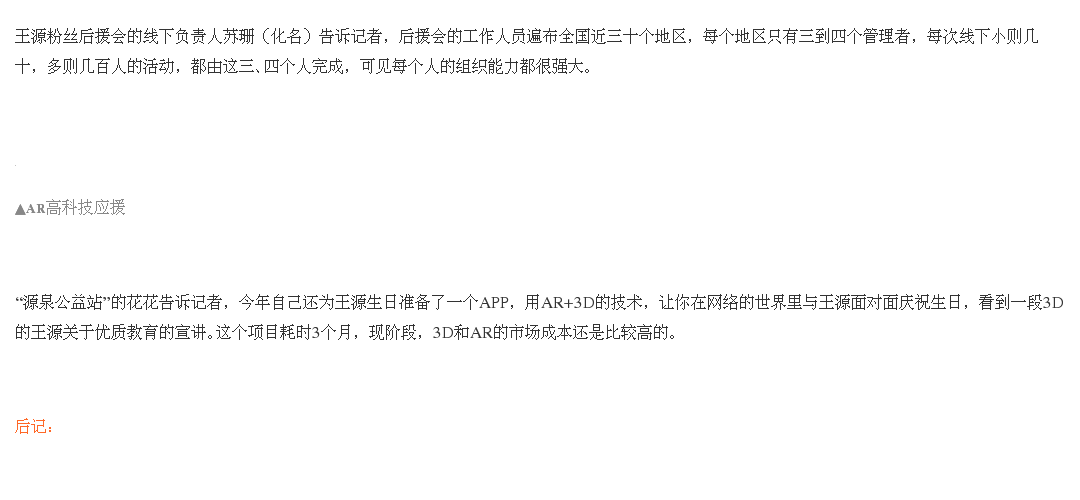 王源粉丝后援会的线下负责人苏珊（化名）告诉记者，后援会的工作人员遍布全国近三十个地区，每个地区只有三到四个管理者，每次线下小则几
十，多则几百人的活动，都由这三、四个人完成，可见每个人的组织能力都很强大。
▲AR高科技应援
“源泉公益站”的花花告诉记者，今年自己还为王源生日准备了一个APP，用AR+3D的技术，让你在网络的世界里与王源面对面庆祝生日，看到一段3D
的王源关于优质教育的宣讲。这个项目耗时3个月，现阶段，3D和AR的市场成本还是比较高的。
后记：